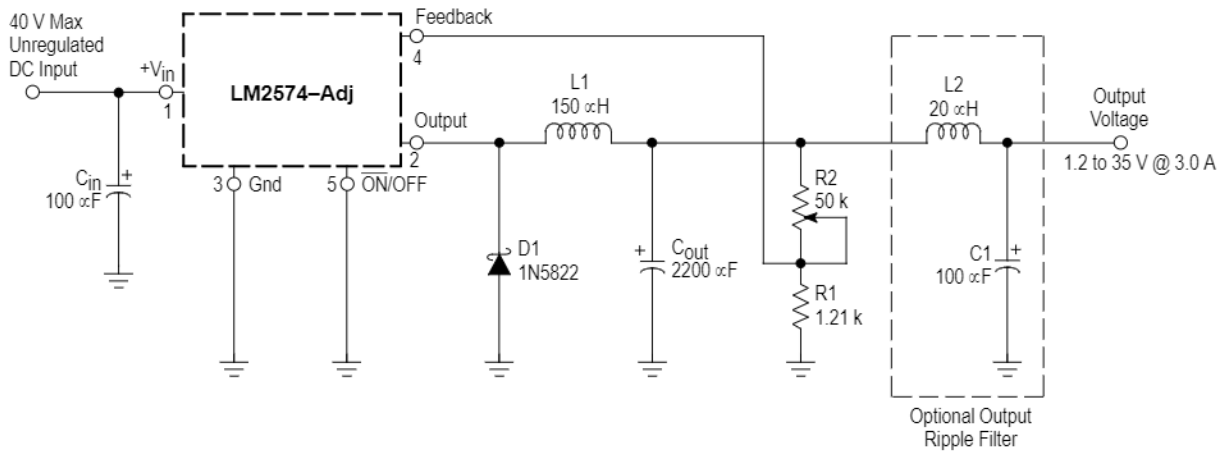 40 V Max
Unregulated
DC Input
+Vin
1
LM2574–Adj
Feedback
4
Output
2
3
Gnd
5
ON/OFF
Cin
100 ∝F
+
L1
150 ∝H
D1
1N5822
+
Cout
2200 ∝F
R2
50 k
R1
1.21 k
L2
20 ∝H
C1
100 ∝F
+
Output
Voltage
1.2 to 35 V @ 3.0 A
Optional Output
Ripple Filter